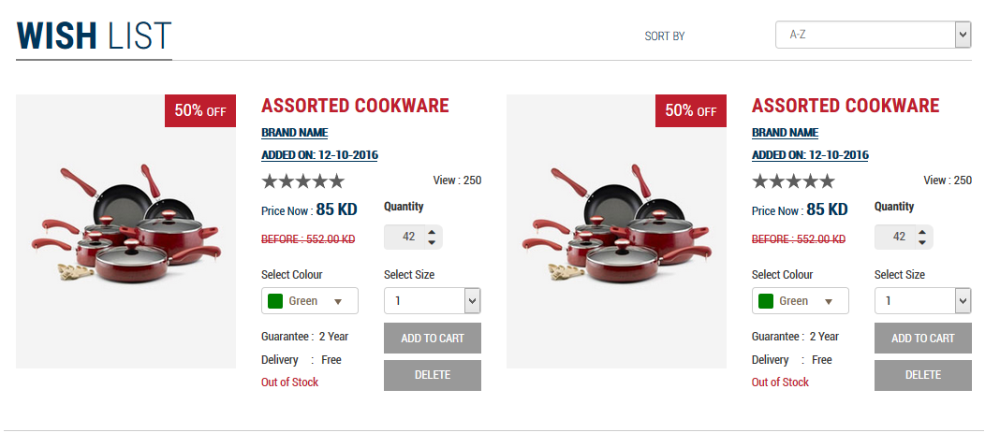 WISH LIST
SORT BY
A-Z
50% OFF
ASSORTED COOKWARE
BRAND NAME
ADDED ON: 12-10-2016
View : 250
Price Now : 85 KD
Quantity
BEFORE : 552.00 KD
42
Select Colour
Select Size
Green
1
Guarantee : 2 Year
ADD TO CART
Delivery : Free
DELETE
Out of Stock
50% OFF
ASSORTED COOKWARE
BRAND NAME
ADDED ON: 12-10-2016
View : 250
Price Now : 85 KD
Quantity
BEFORE : 552.00 KD
42
Select Colour
Select Size
Green
1
Guarantee : 2 Year
ADD TO CART
Delivery : Free
DELETE
Out of Stock